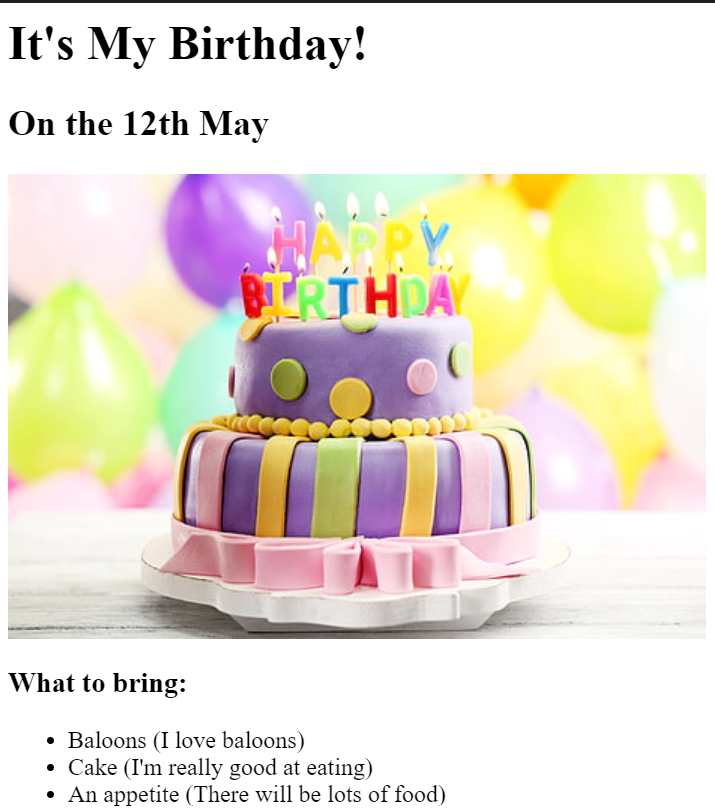 It's My Birthday!
On the 12th May
HAPPY
BIRTHDAY
What to bring:
Baloons (I love baloons)
Cake (I'm really good at eating)
An appetite (There will be lots of food)